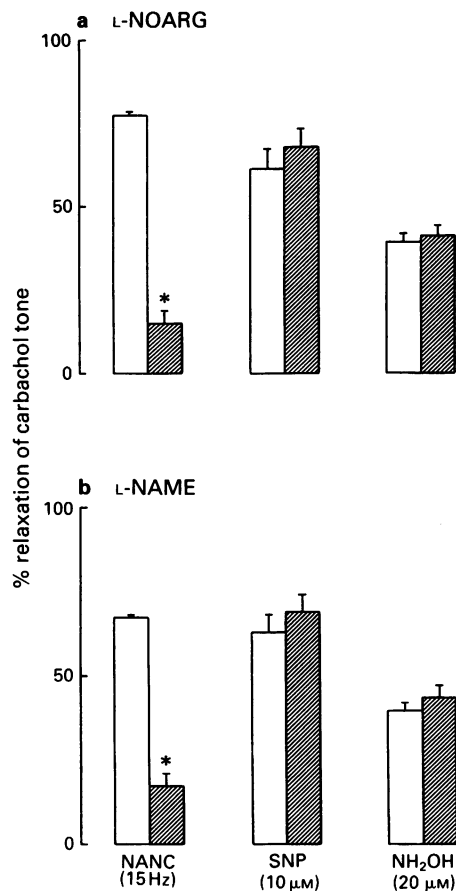 a L-NOARG
100
50
0
*
% relaxation of carbachol tone
b L-NAME
100
50
0
*
NANC SNP NH₂OH
(15 Hz) (10 μM) (20 μM)